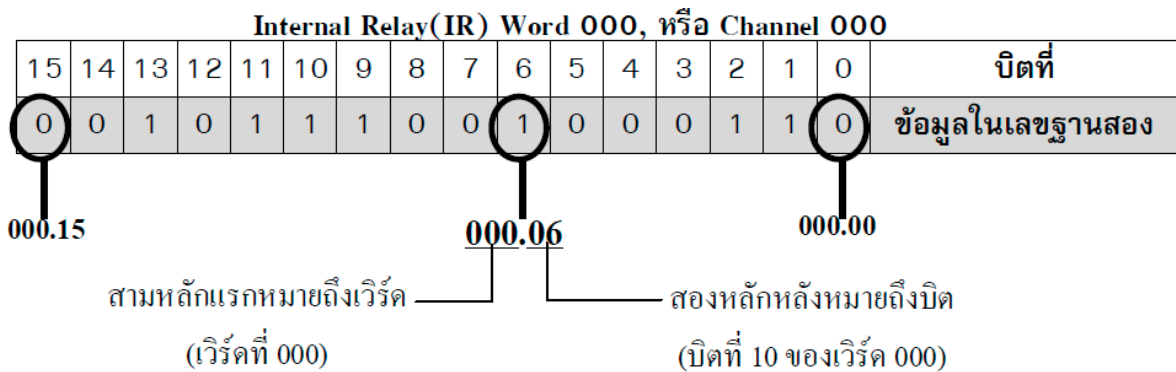 Internal Relay(IR) Word 000, หรือ Channel 000
15 14 13 12 11 10 9 8 7 6 5 4 3 2 1 0 บิตที่
0 0 1 0 1 1 1 0 0 1 0 0 0 1 1 0 ข้อมูลในเลขฐานสอง
000.15 000.06 000.00
สามหลักแรกหมายถึงเวิร์ด สองหลักหลังหมายถึงบิต
(เวิร์ดที่ 000) (บิตที่ 10 ของเวิร์ด 000)